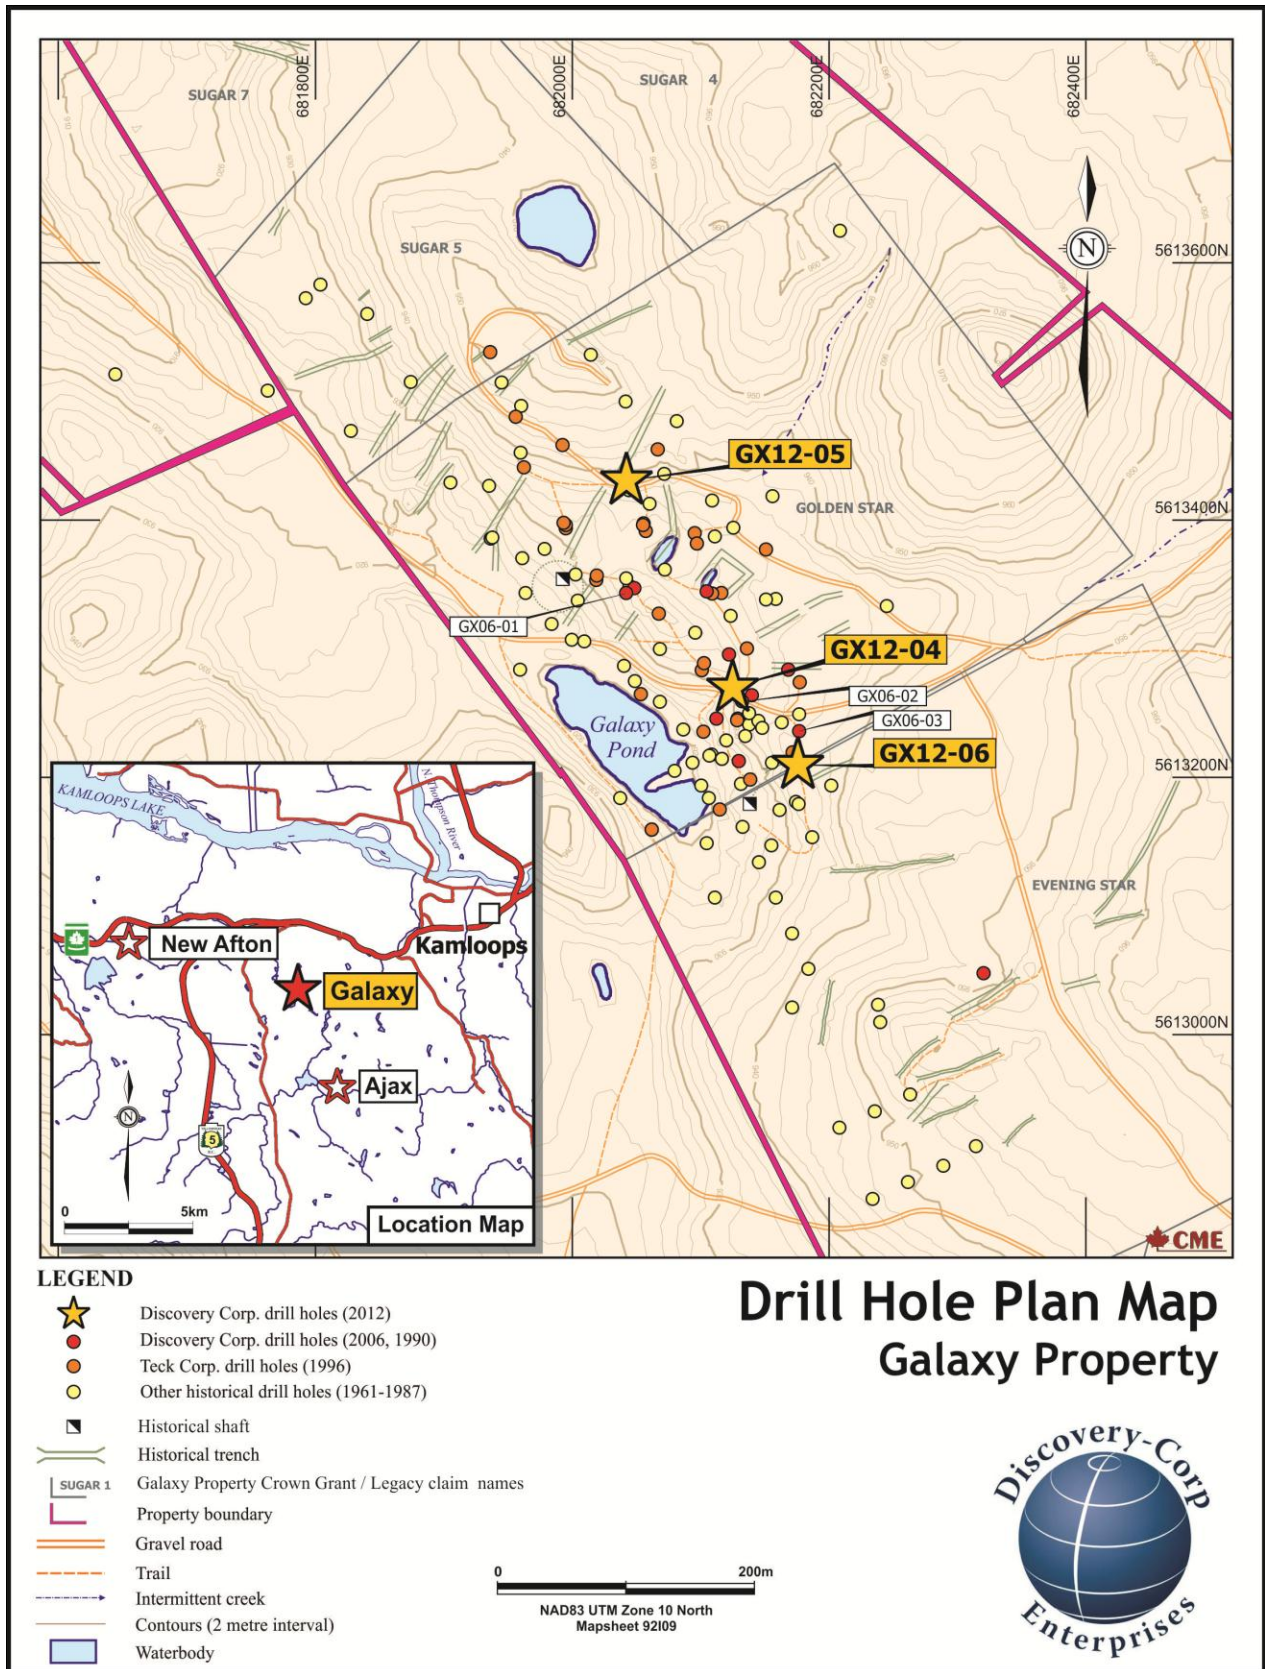 681800E
682000E
682200E
682400E
SUGAR 7
SUGAR 4
SUGAR 5
N
5613600N
GX12-05
GOLDEN STAR
5613400N
GX06-01
GX12-04
GX06-02
GX06-03
Galaxy
Pond
GX12-06
5613200N
EVENING STAR
5613000N
KAMLOOPS LAKE
N. Thompson River
1
New Afton
Kamloops
Galaxy
Ajax
N
5
0 5km
Location Map
CME
LEGEND
Discovery Corp. drill holes (2012)
Discovery Corp. drill holes (2006, 1990)
Teck Corp. drill holes (1996)
Other historical drill holes (1961-1987)
Historical shaft
Historical trench
SUGAR 1 Galaxy Property Crown Grant / Legacy claim names
Property boundary
Gravel road
Trail
Intermittent creek
Contours (2 metre interval)
Waterbody
Drill Hole Plan Map
Galaxy Property
0 200m
NAD83 UTM Zone 10 North
Mapsheet 92I09
Discovery-Corp
Enterprises